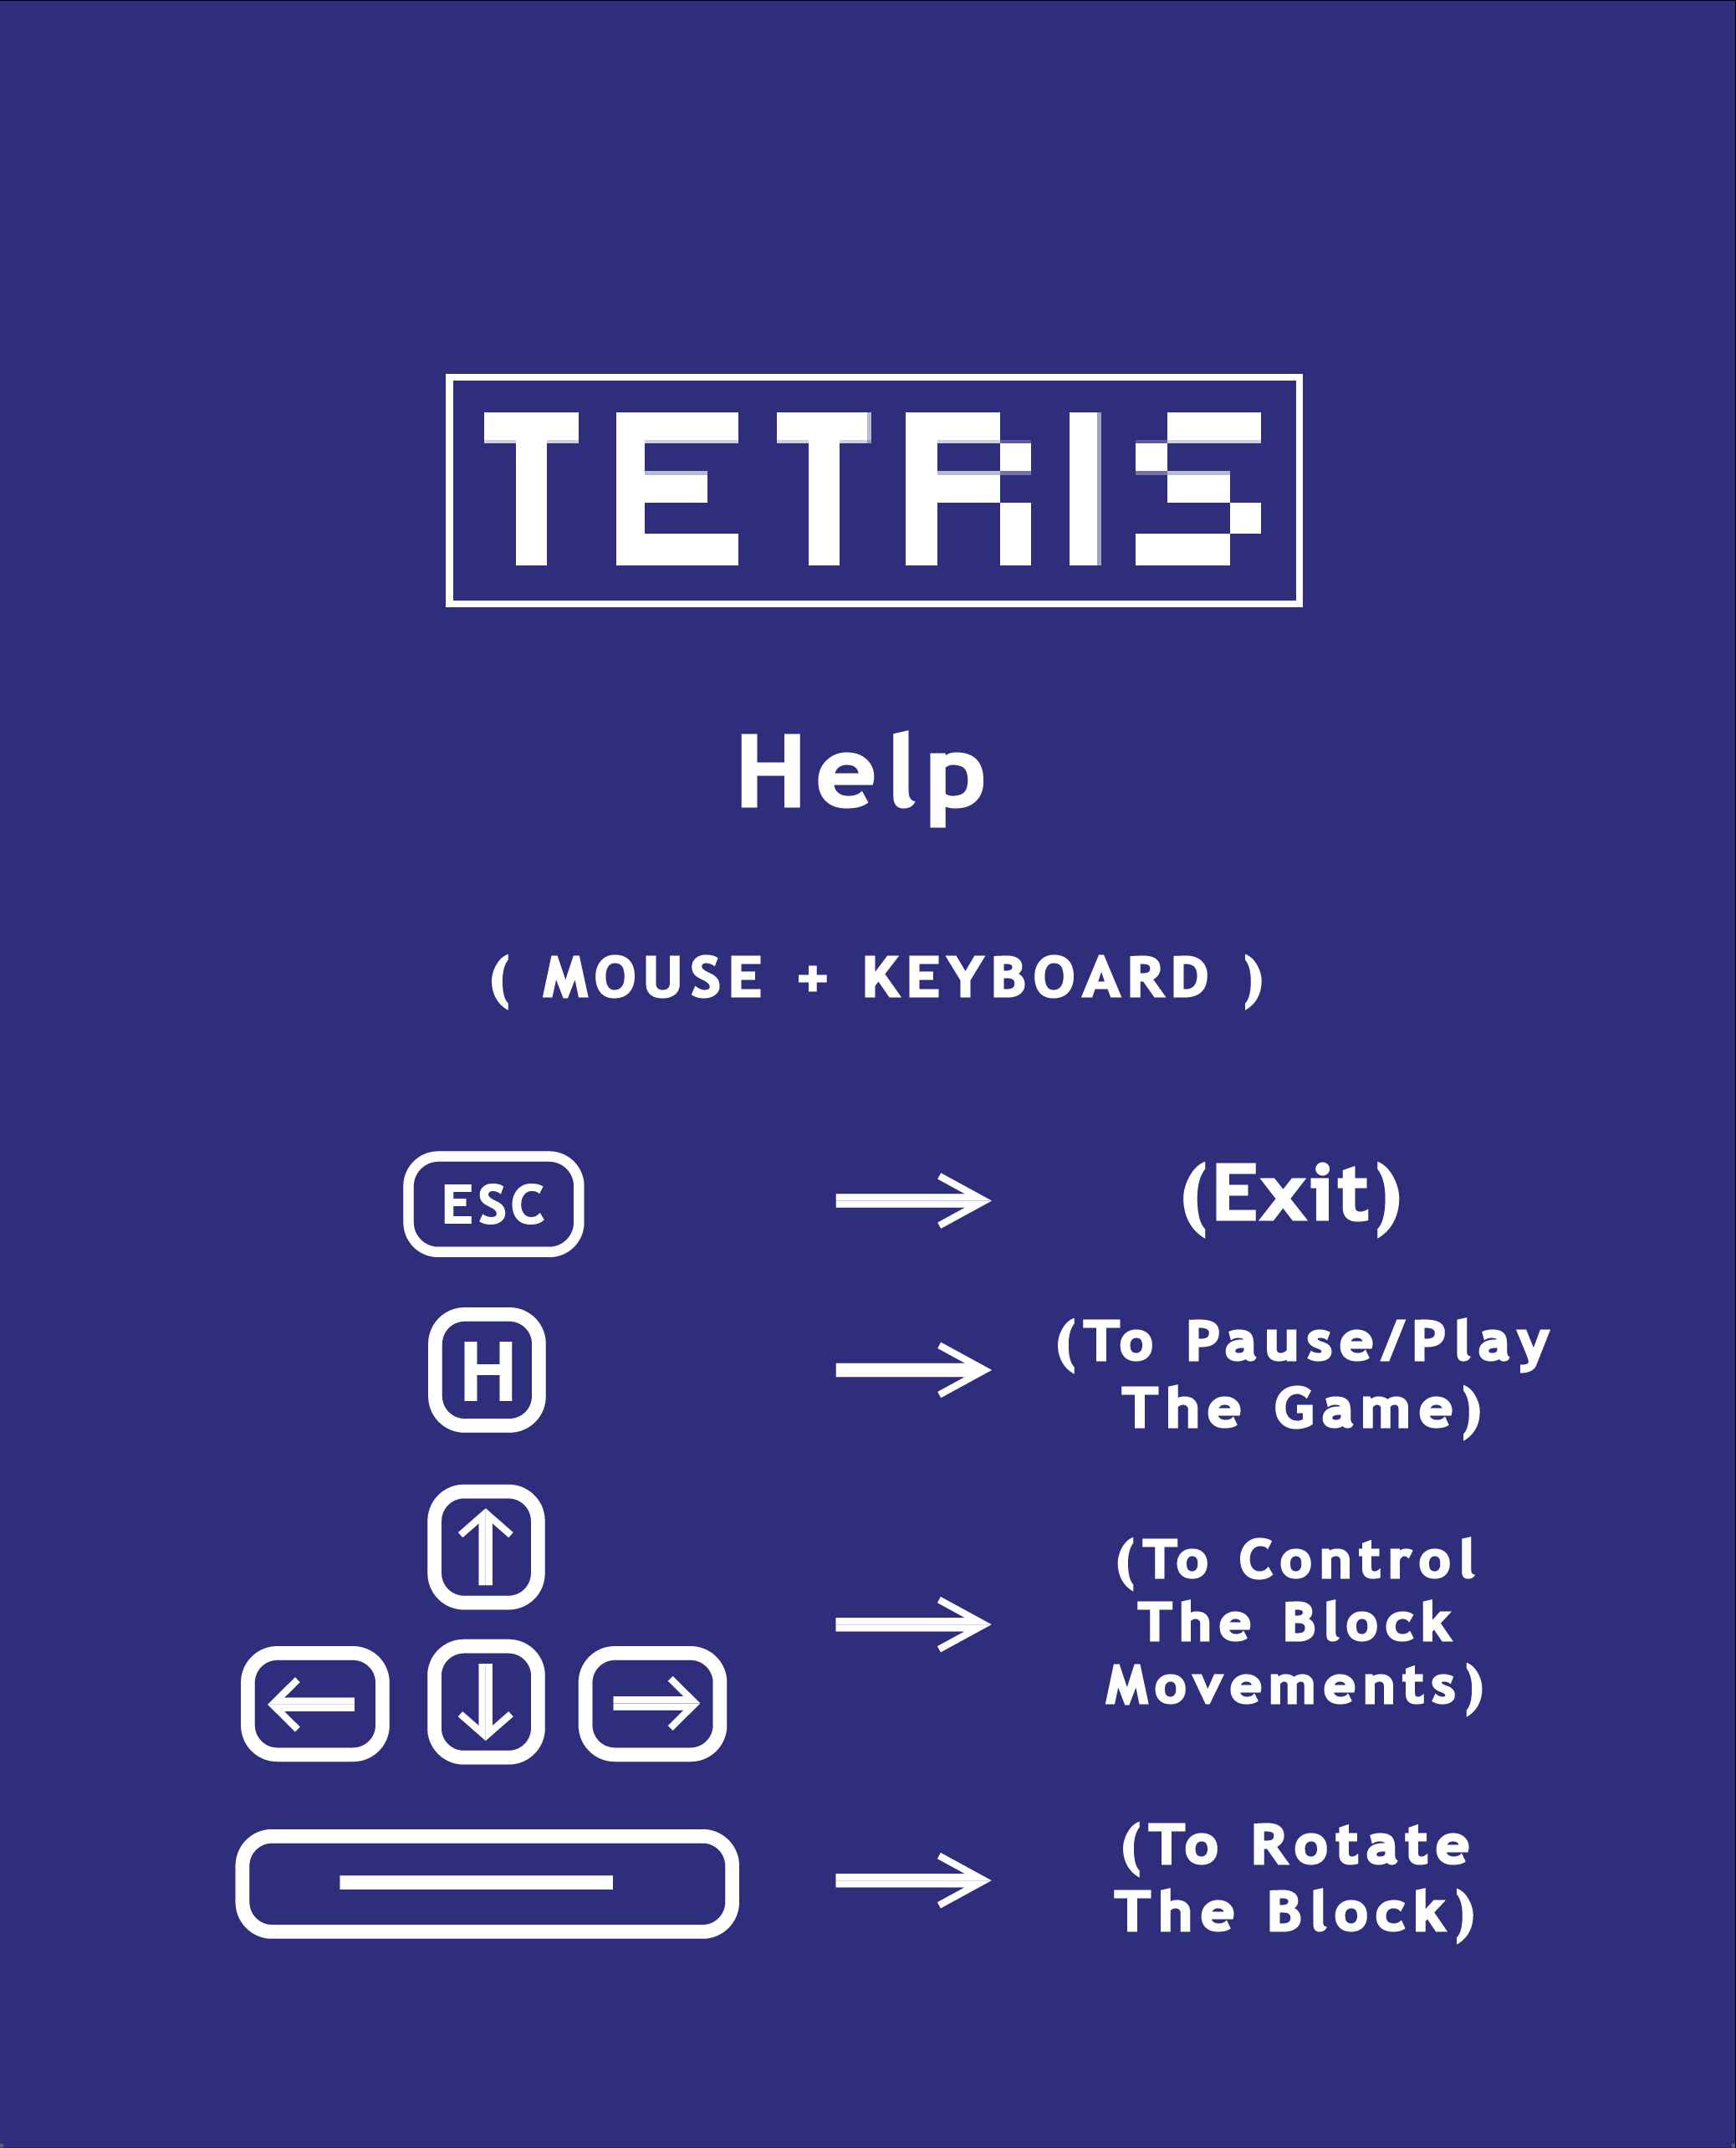 TETRIS
Help
( MOUSE + KEYBOARD )
ESC
(Exit)
H
(To Pause/Play
The Game)
(To Control
The Block
Movements)
(To Rotate
The Block)